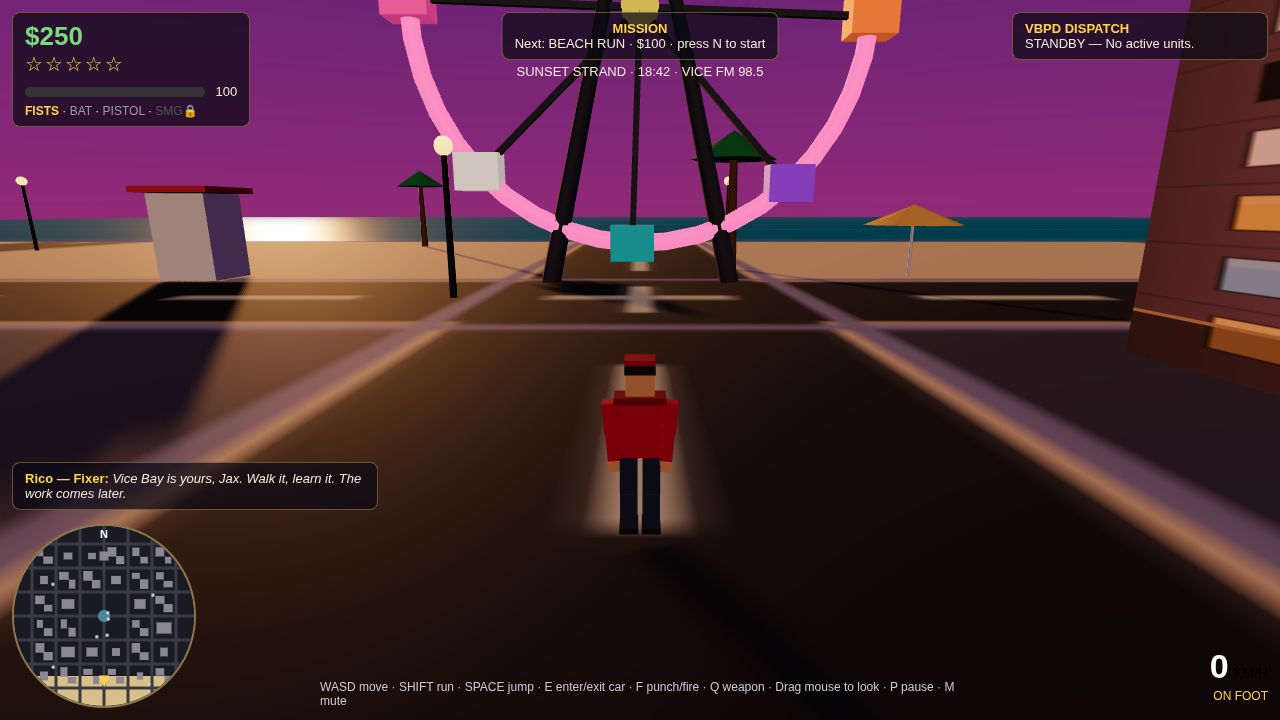 $250
☆☆☆☆☆
100
FISTS · BAT · PISTOL · SMG🔒
MISSION
Next: BEACH RUN · $100 · press N to start
SUNSET STRAND · 18:42 · VICE FM 98.5
VBPD DISPATCH
STANDBY — No active units.
Rico — Fixer: Vice Bay is yours, Jax. Walk it, learn it. The
work comes later.
N
WASD move · SHIFT run · SPACE jump · E enter/exit car · F punch/fire · Q weapon · Drag mouse to look · P pause · M
mute
0 KM/H
ON FOOT